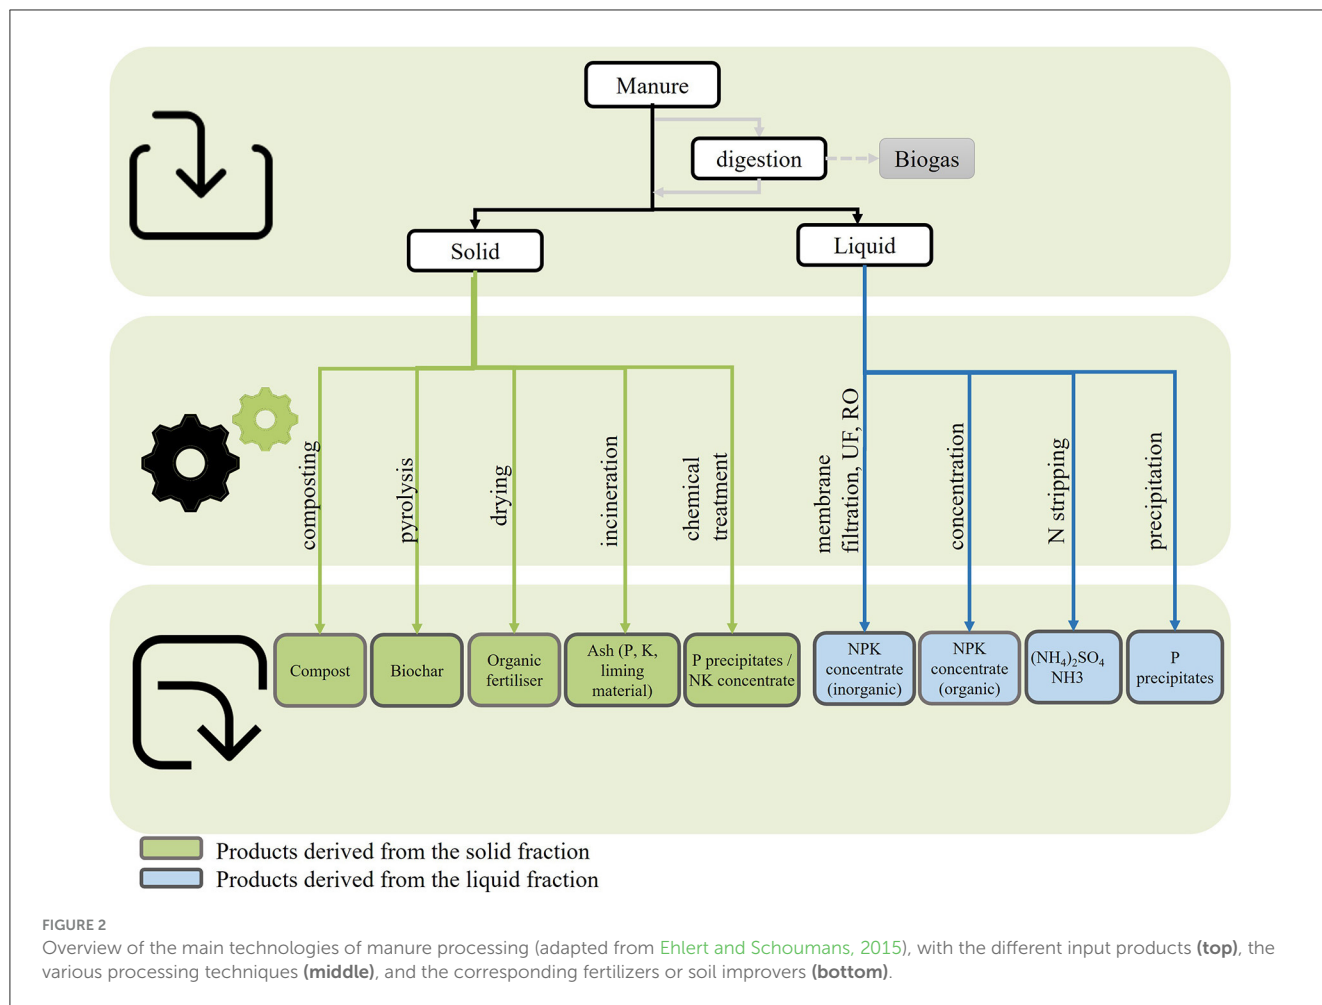 Manure
digestion
Biogas
Solid
Liquid
composting
pyrolysis
drying
incineration
chemical
treatment
membrane
filtration, UF, RO
concentration
N stripping
precipitation
Compost
Biochar
Organic
fertiliser
Ash (P, K,
liming
material)
P precipitates /
NK concentrate
NPK
concentrate
(inorganic)
NPK
concentrate
(organic)
(NH₄)₂SO₄
NH3
P
precipitates
Products derived from the solid fraction
Products derived from the liquid fraction
FIGURE 2
Overview of the main technologies of manure processing (adapted from Ehlert and Schoumans, 2015), with the different input products (top), the
various processing techniques (middle), and the corresponding fertilizers or soil improvers (bottom).